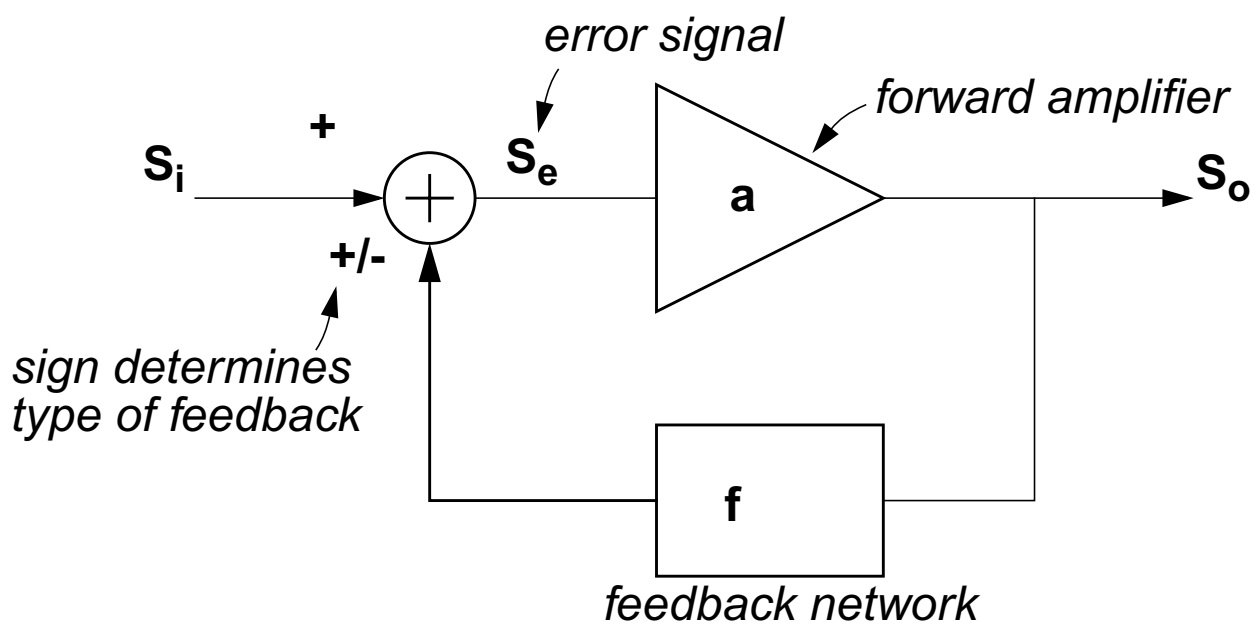 error signal
forward amplifier
+
Si
Se
a
So
+/-
sign determines
type of feedback
f
feedback network